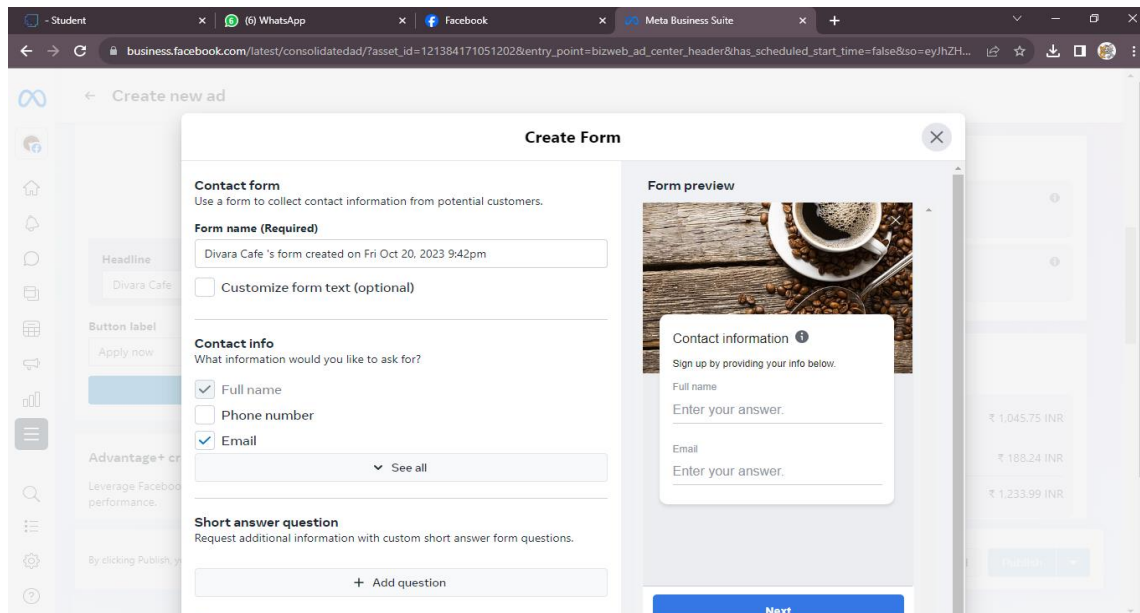 - Student
(6) WhatsApp
Facebook
Meta Business Suite
business.facebook.com/latest/consolidatedad/?asset_id=121384171051202&entry_point=bizweb_ad_center_header&has_scheduled_start_time=false&so=eyJhZH...
Create new ad
Create Form
Contact form
Use a form to collect contact information from potential customers.
Form name (Required)
Divara Cafe 's form created on Fri Oct 20, 2023 9:42pm
Customize form text (optional)
Contact info
What information would you like to ask for?
Full name
Phone number
Email
See all
Short answer question
Request additional information with custom short answer form questions.
+ Add question
Form preview
Contact information
Sign up by providing your info below.
Full name
Enter your answer.
Email
Enter your answer.
Next
Headline
Divara Cafe
Button label
Apply now
Advantage+ cr
Leverage Faceboo
performance.
By clicking Publish, y
₹ 1,045.75 INR
₹ 188.24 INR
₹ 1,233.99 INR
Publish